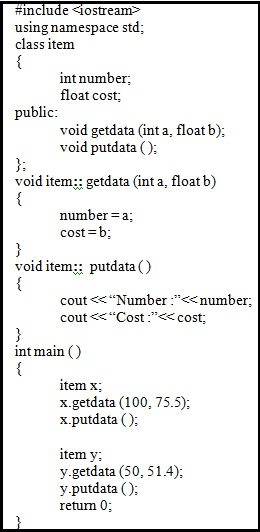 #include <iostream>
using namespace std;
class item
{
int number;
float cost;
public:
void getdata (int a, float b);
void putdata ( );
};
void item:: getdata (int a, float b)
{
number = a;
cost = b;
}
void item:: putdata ( )
{
cout << “Number :”<< number;
cout << “Cost :”<< cost;
}
int main ( )
{
item x;
x.getdata (100, 75.5);
x.putdata ( );
item y;
y.getdata (50, 51.4);
y.putdata ( );
return 0;
}